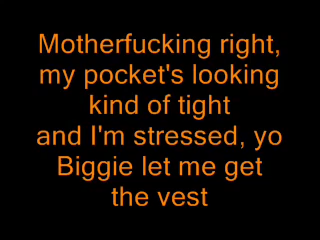 Motherfucking right,
my pocket's looking
kind of tight
and I'm stressed, yo
Biggie let me get
the vest